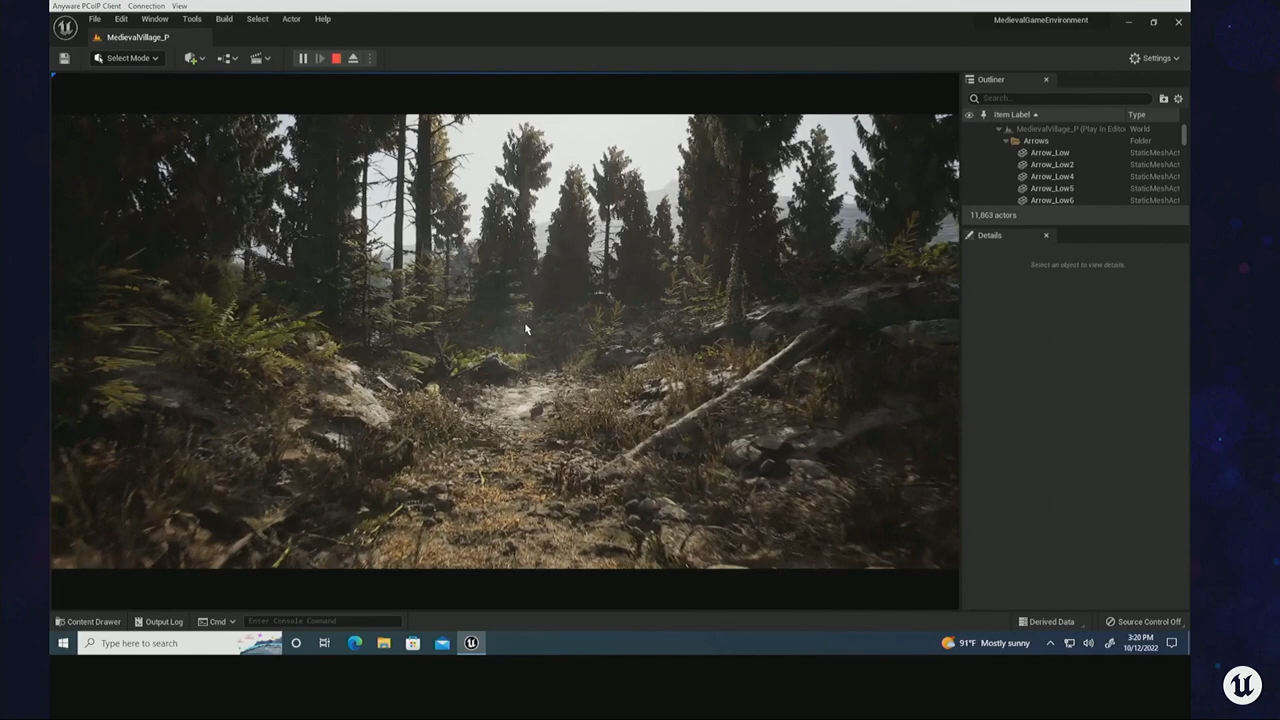 Anyware PCoIP Client Connection View
File Edit Window Tools Build Select Actor Help
MedievalGameEnvironment
MedievalVillage_P
Select Mode
Settings
Outliner
Search...
Item Label Type
MedievalVillage_P (Play In Editor World
Arrows Folder
Arrow_Low StaticMeshAct
Arrow_Low2 StaticMeshAct
Arrow_Low4 StaticMeshAct
Arrow_Low5 StaticMeshAct
Arrow_Low6 StaticMeshAct
11,863 actors
Details
Select an object to view details.
Content Drawer Output Log Cmd Enter Console Command
Derived Data Source Control Off
Type here to search
91°F Mostly sunny
3:20 PM
10/12/2022